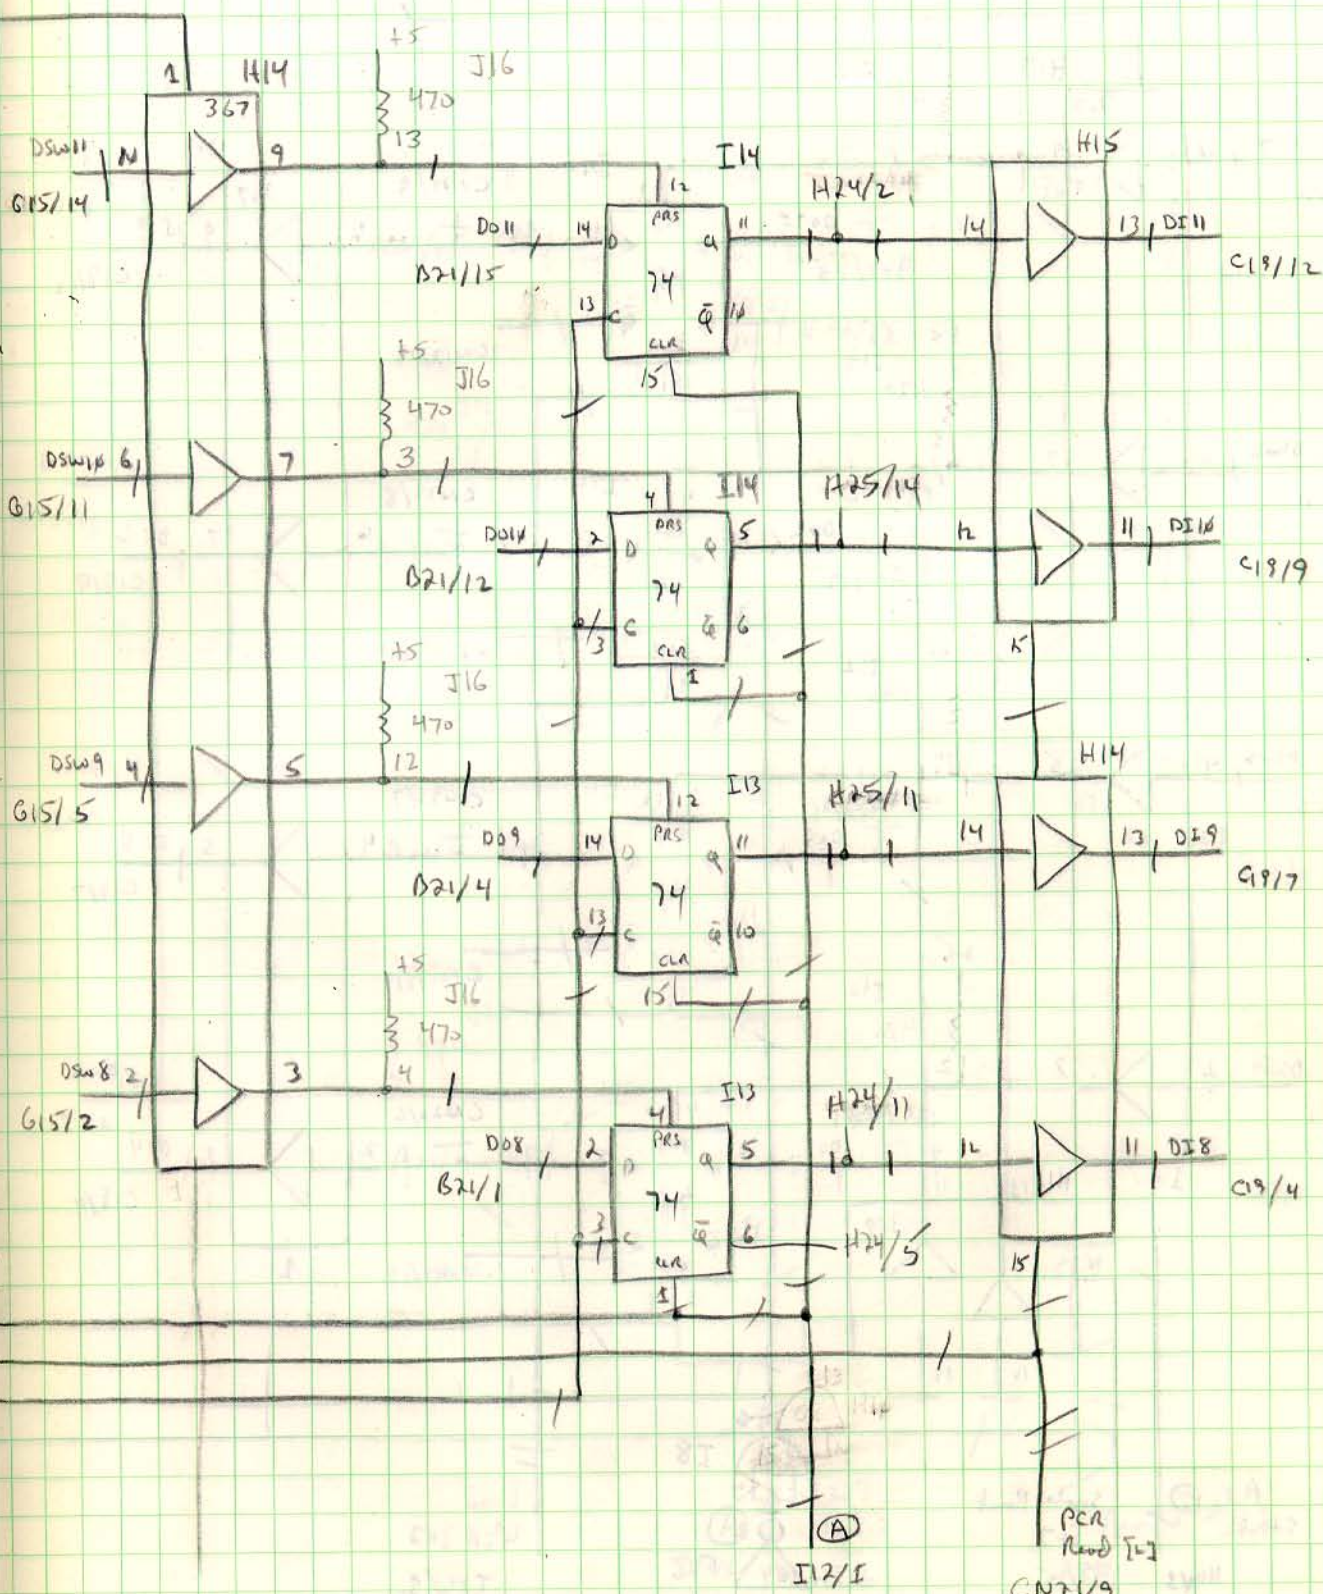 +5
J16
1
H14
367
470
13
DSW11
N
9
G15/14
I14
H15
12
H24/2
PRS
DO11
14
D
Q
11
14
13
DI11
B21/15
74
C19/12
13
C
Q̄
10
CLR
15
+5
J16
470
DSW10
6
7
3
G15/11
4
I14
H25/14
PRS
DO10
2
D
Q
5
12
11
DI10
B21/12
74
C19/9
3
C
Q̄
6
CLR
1
15
+5
J16
470
DSW9
4
5
12
G15/5
H14
12
I13
H25/11
PRS
DO9
14
D
Q
11
14
13
DI9
B21/4
74
C19/7
13
C
Q̄
10
CLR
15
+5
J16
470
DSW8
2
3
4
G15/2
4
I13
H24/11
PRS
DO8
2
D
Q
5
12
11
DI8
B21/1
74
C19/4
3
C
Q̄
6
H24/5
CLR
1
15
A
I12/1
PCR
Read [L]